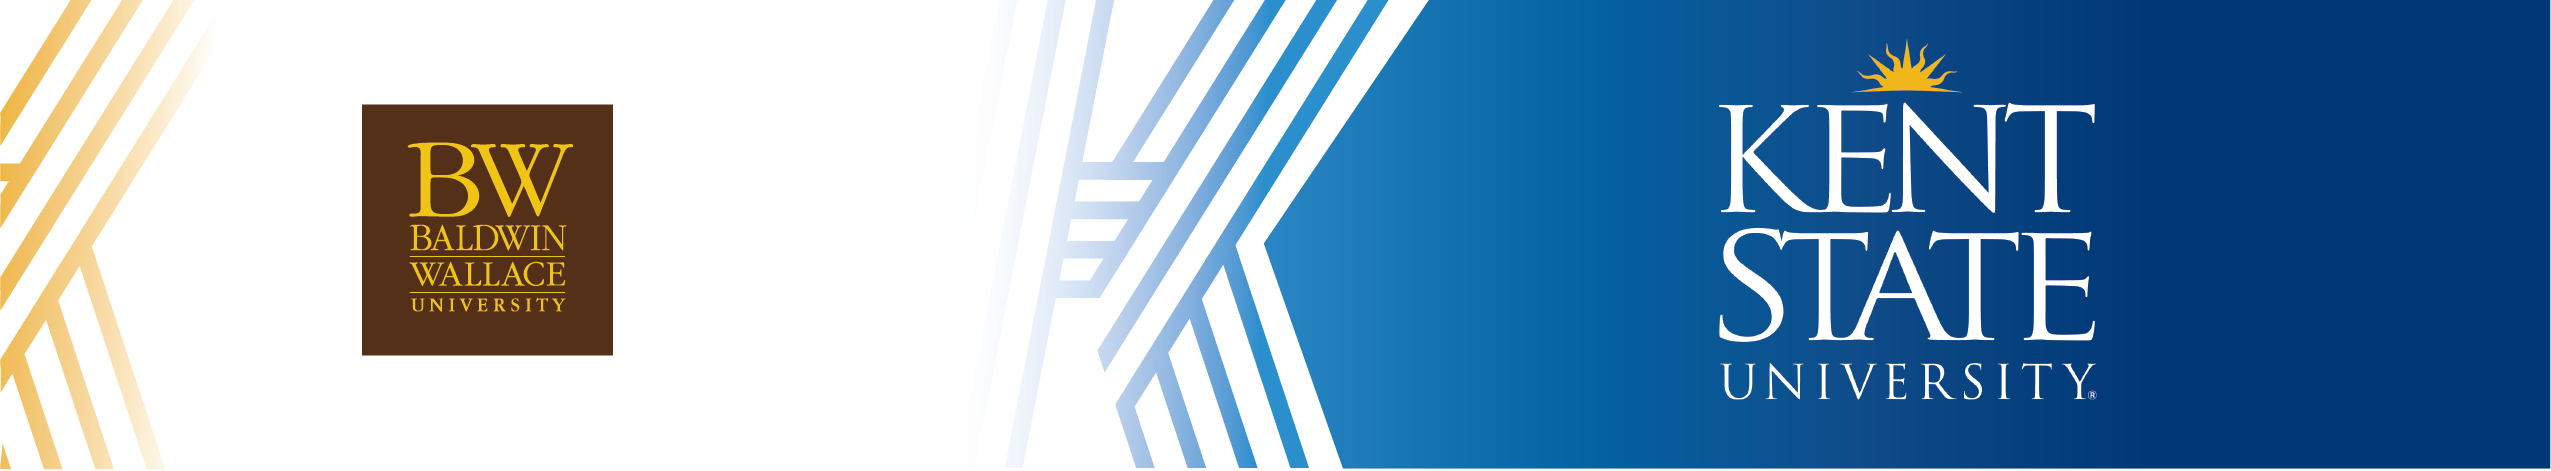 BW
BALDWIN
WALLACE
UNIVERSITY
KENT
STATE
UNIVERSITY®